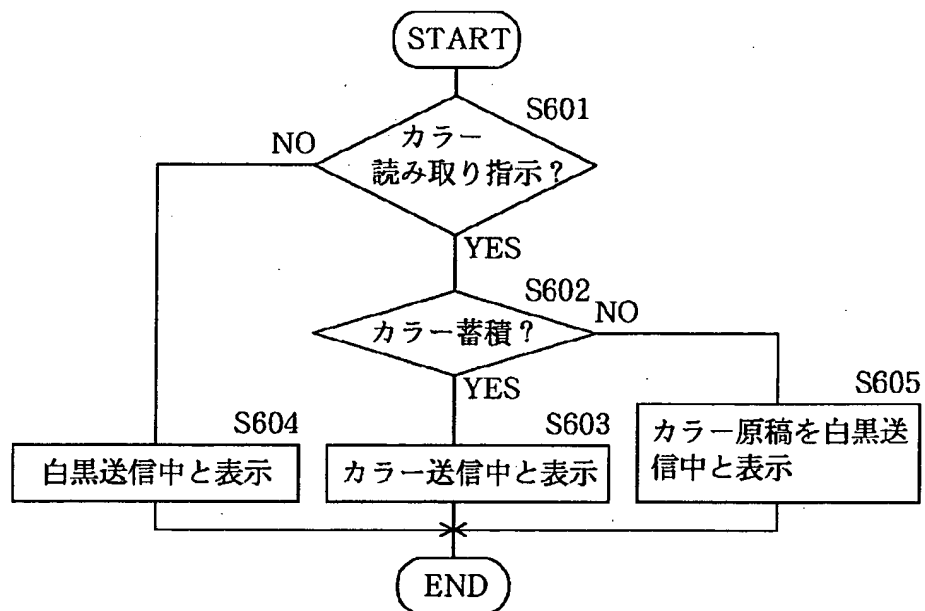 START
S601
NO
カラー
読み取り指示？
YES
S602
NO
カラー蓄積？
YES
S605
S604
S603
カラー原稿を白黒送
信中と表示
白黒送信中と表示
カラー送信中と表示
END